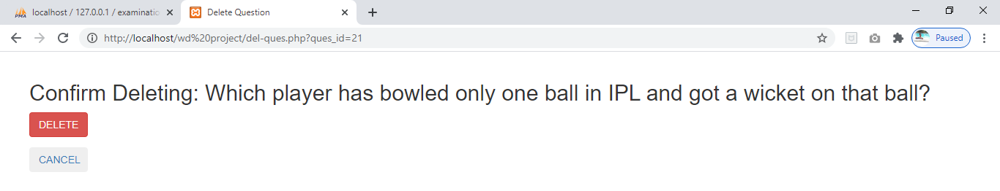 PMA localhost / 127.0.0.1 / examinatio
Delete Question
http://localhost/wd%20project/del-ques.php?ques_id=21
Paused
Confirm Deleting: Which player has bowled only one ball in IPL and got a wicket on that ball?
DELETE
CANCEL